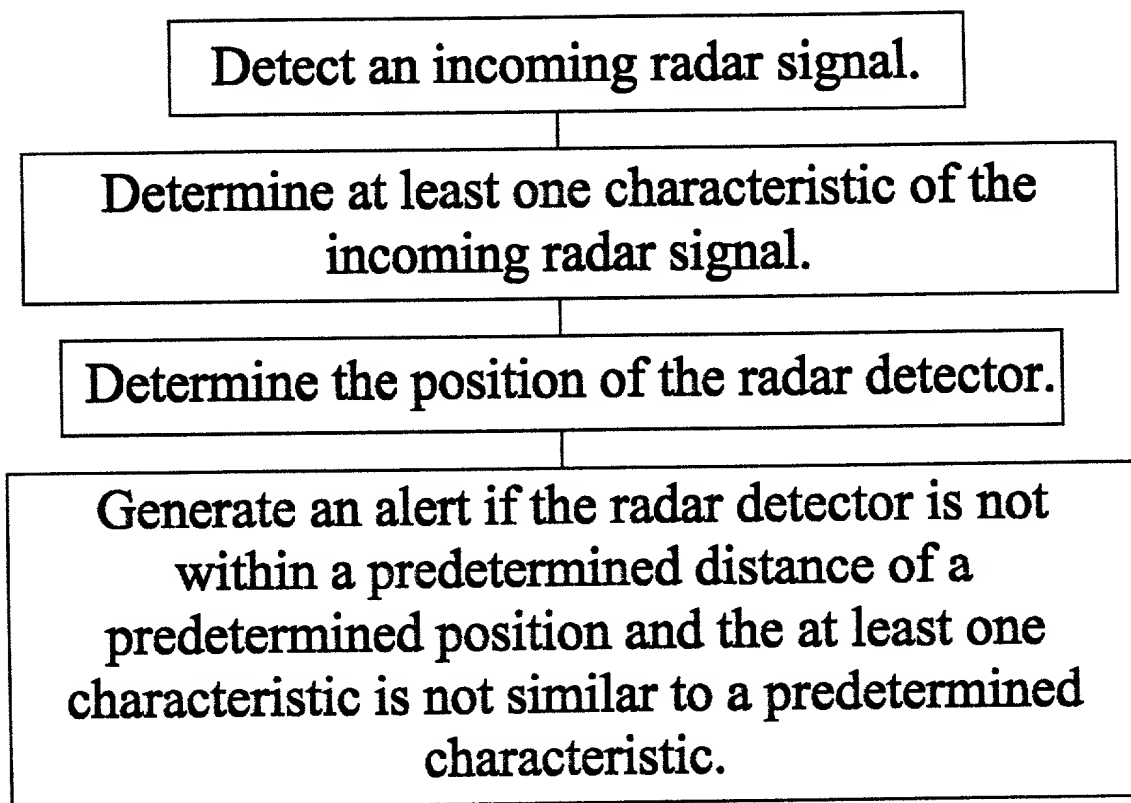 Detect an incoming radar signal.
Determine at least one characteristic of the
incoming radar signal.
Determine the position of the radar detector.
Generate an alert if the radar detector is not
within a predetermined distance of a
predetermined position and the at least one
characteristic is not similar to a predetermined
characteristic.